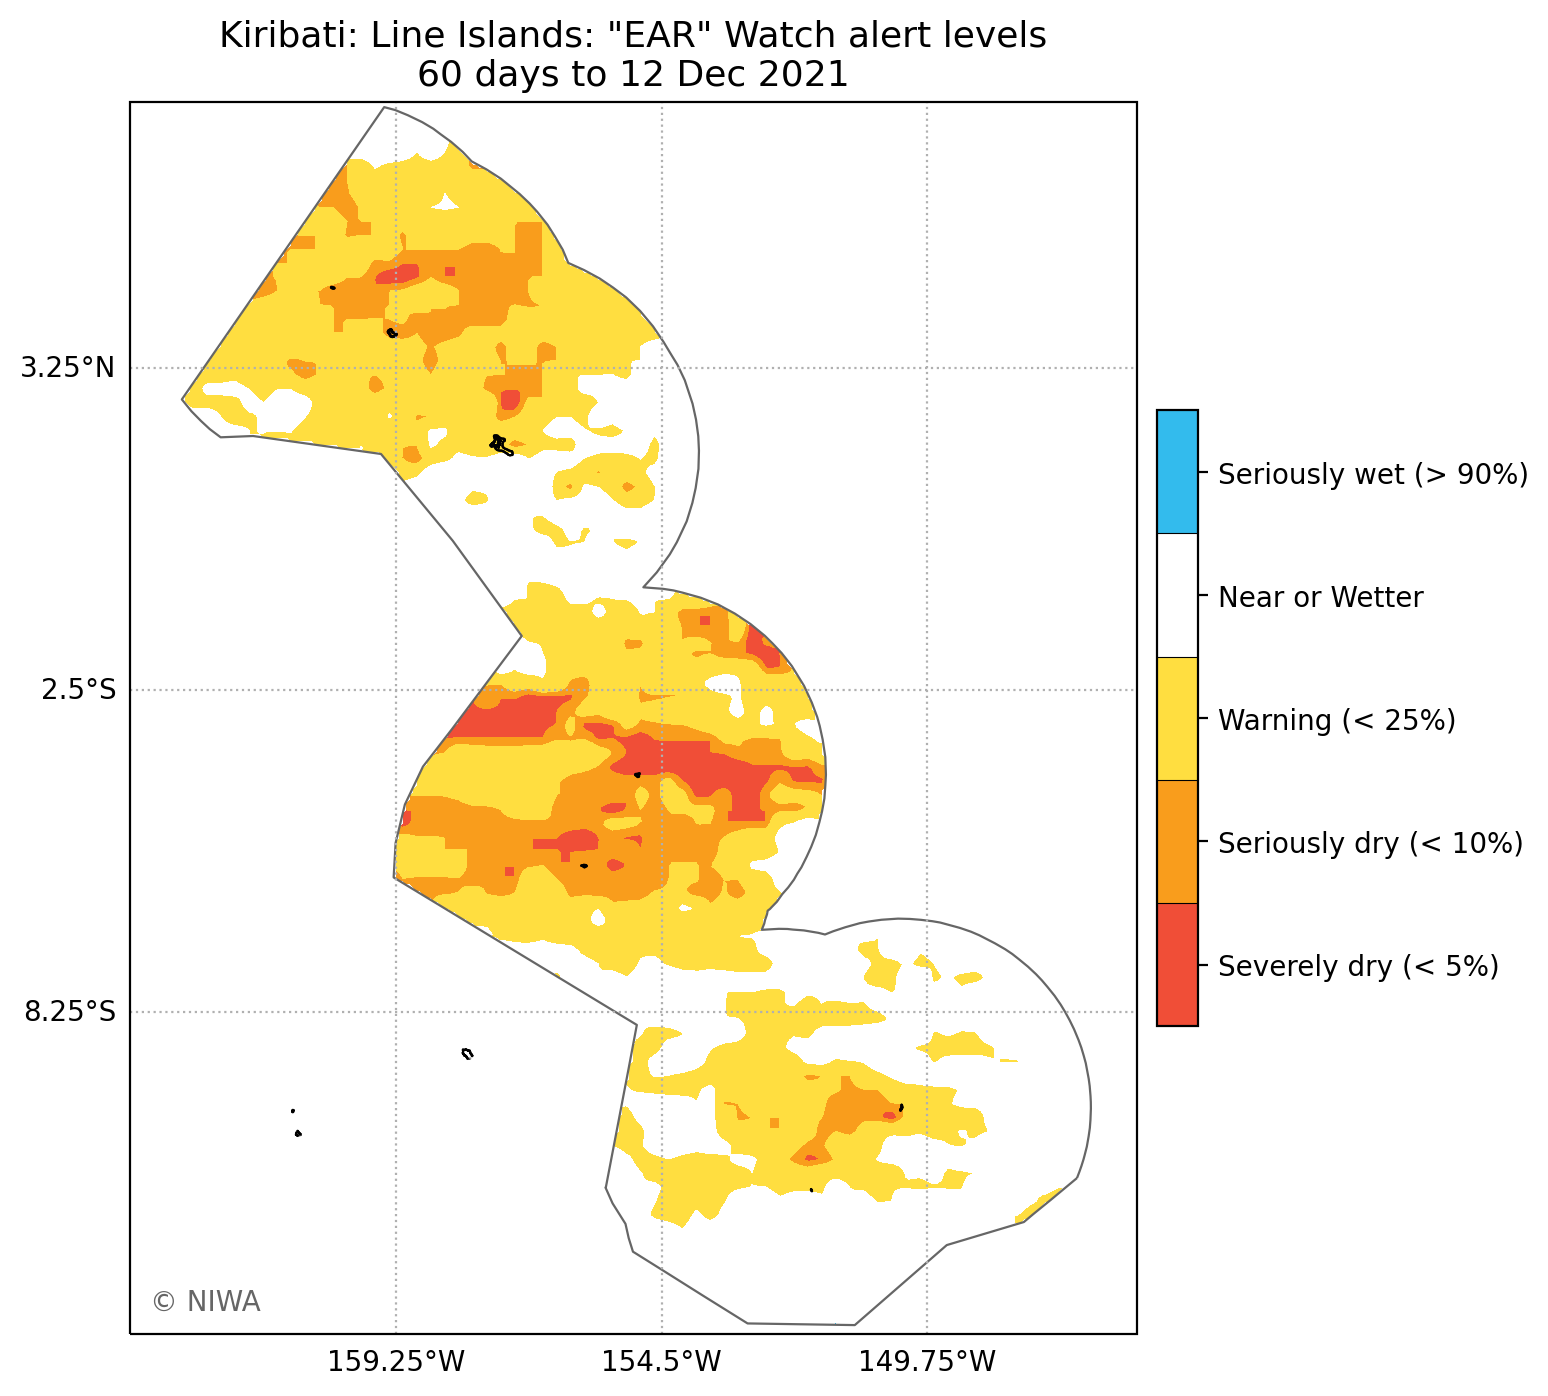 Kiribati: Line Islands: "EAR" Watch alert levels
60 days to 12 Dec 2021
3.25°N
2.5°S
8.25°S
159.25°W
154.5°W
149.75°W
© NIWA
Seriously wet (> 90%)
Near or Wetter
Warning (< 25%)
Seriously dry (< 10%)
Severely dry (< 5%)